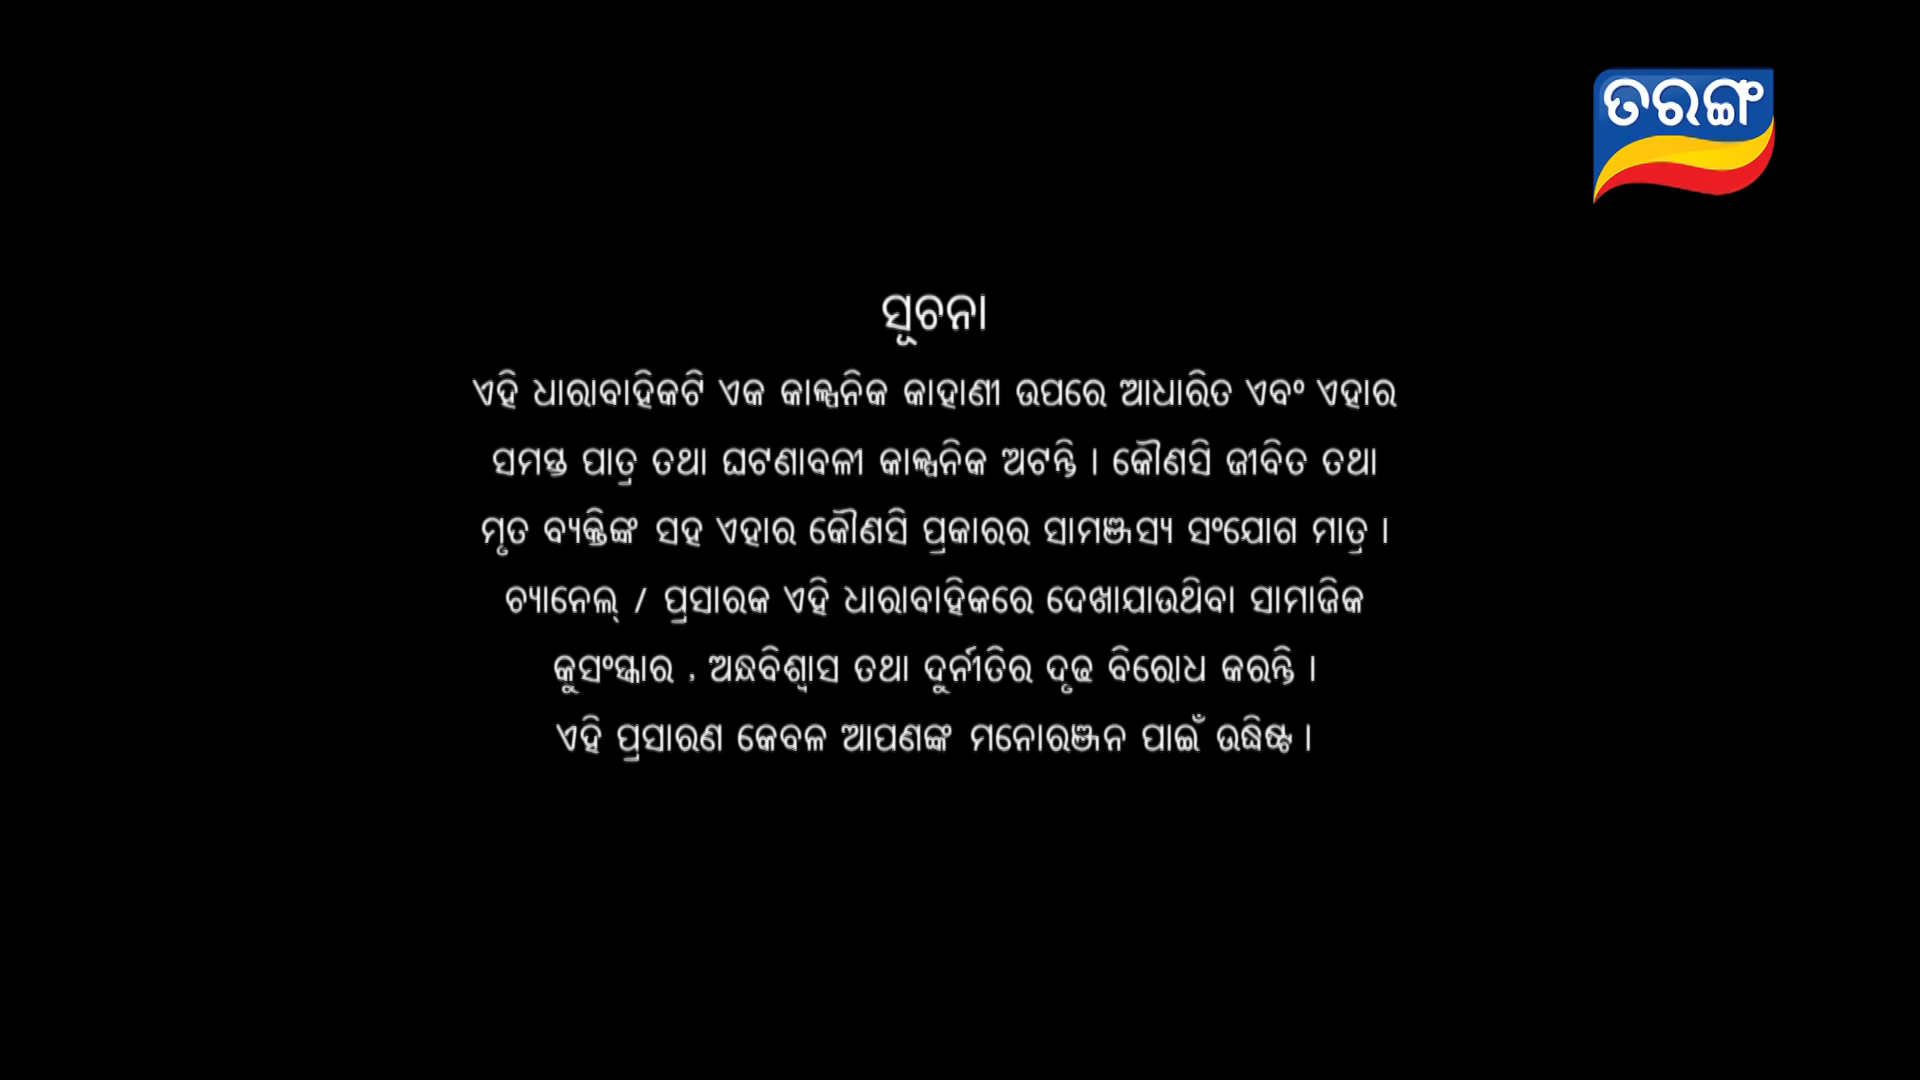 ତରଙ୍ଗ
ସୂଚନା
ଏହି ଧାରାବାହିକଟି ଏକ କାଳ୍ପନିକ କାହାଣୀ ଉପରେ ଆଧାରିତ ଏବଂ ଏହାର
ସମସ୍ତ ପାତ୍ର ତଥା ଘଟଣାବଳୀ କାଳ୍ପନିକ ଅଟନ୍ତି । କୌଣସି ଜୀବିତ ତଥା
ମୃତ ବ୍ୟକ୍ତିଙ୍କ ସହ ଏହାର କୌଣସି ପ୍ରକାରର ସାମଞ୍ଜସ୍ୟ ସଂଯୋଗ ମାତ୍ର ।
ଚ୍ୟାନେଲ୍ / ପ୍ରସାରକ ଏହି ଧାରାବାହିକରେ ଦେଖାଯାଉଥିବା ସାମାଜିକ
କୁସଂସ୍କାର , ଅନ୍ଧବିଶ୍ୱାସ ତଥା ଦୁର୍ନୀତିର ଦୃଢ ବିରୋଧ କରନ୍ତି ।
ଏହି ପ୍ରସାରଣ କେବଳ ଆପଣଙ୍କ ମନୋରଞ୍ଜନ ପାଇଁ ଉଦ୍ଧିଷ୍ଟ ।